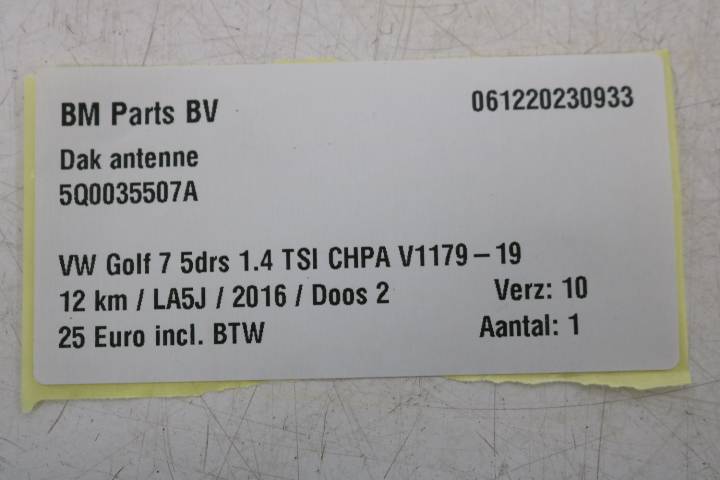 BM Parts BV 061220230933
Dak antenne
5Q0035507A
VW Golf 7 5drs 1.4 TSI CHPA V1179-19
12 km / LA5J / 2016 / Doos 2 Verz: 10
25 Euro incl. BTW Aantal: 1